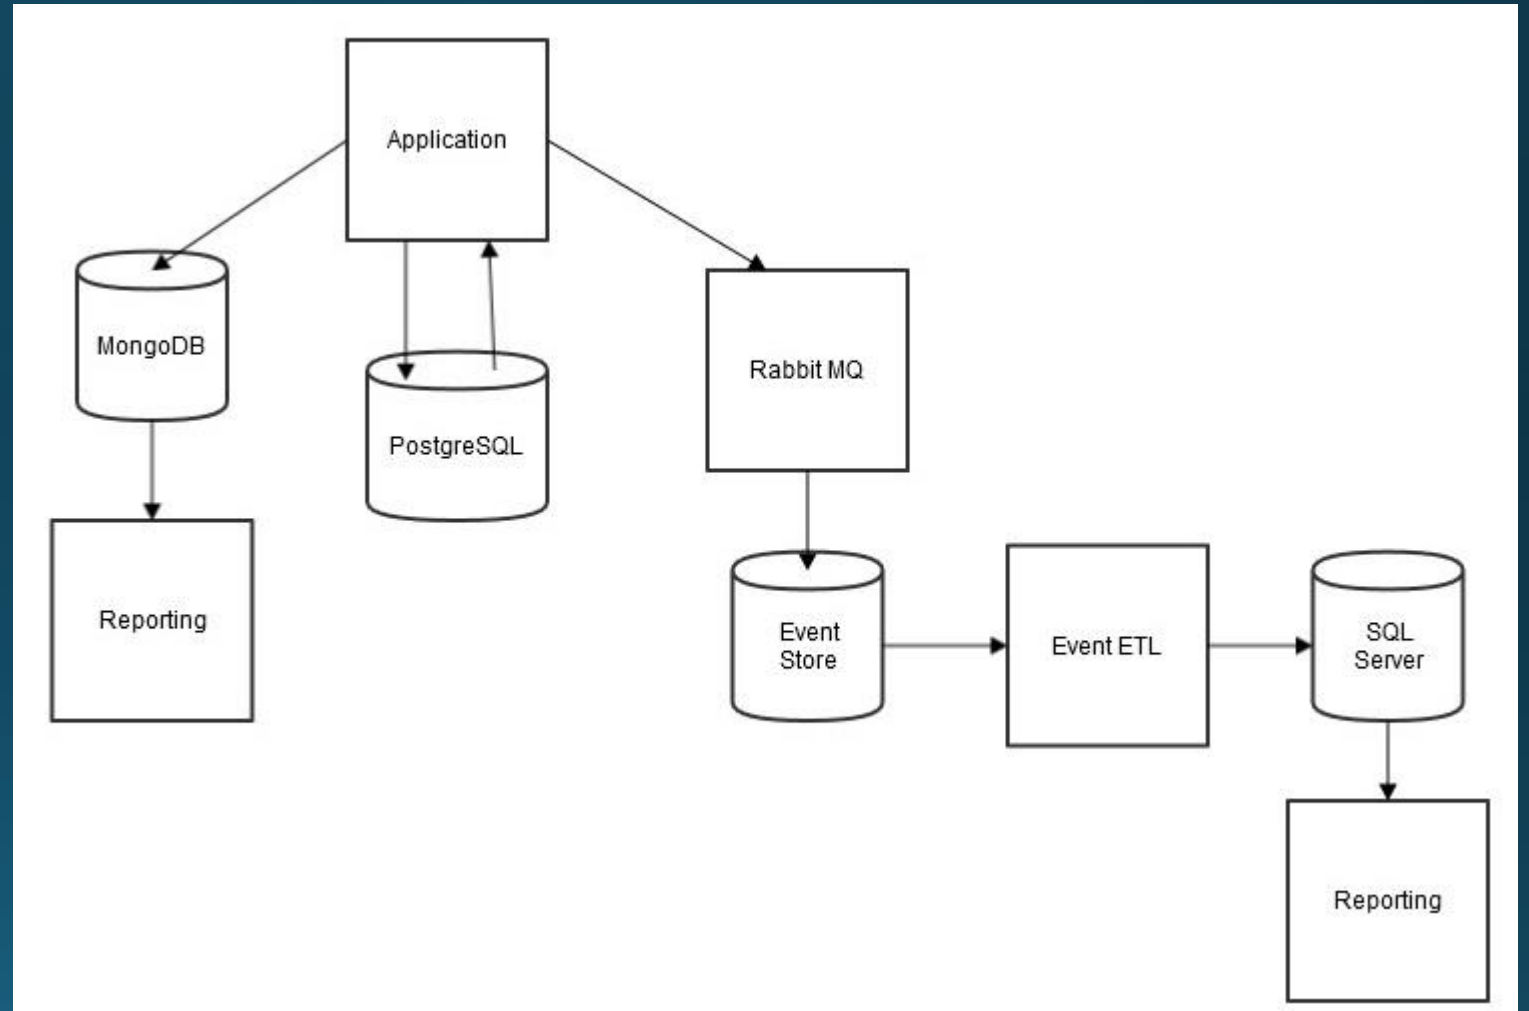 Application
MongoDB
Rabbit MQ
PostgreSQL
Reporting
Event
Store
Event ETL
SQL
Server
Reporting